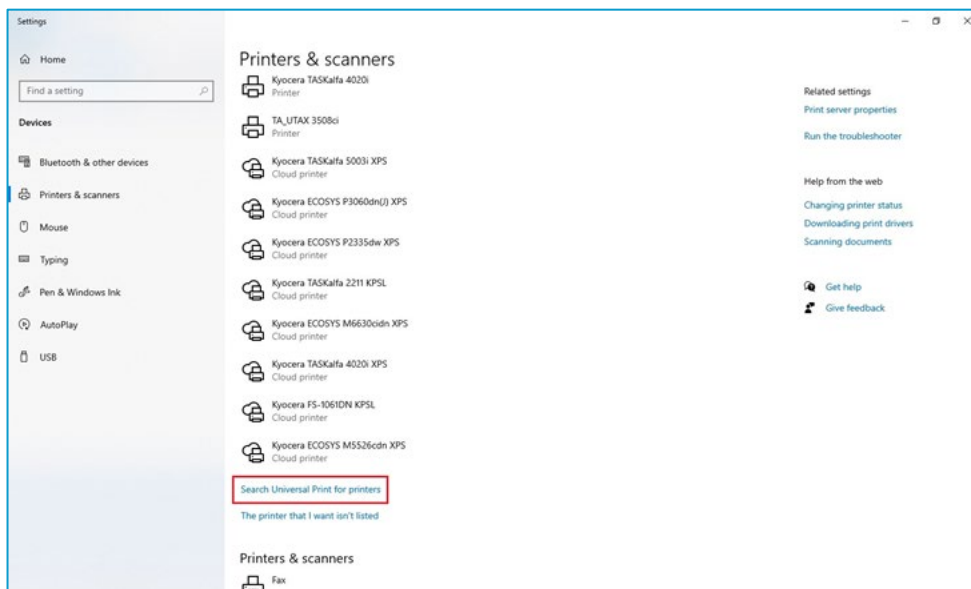 Settings
Home
Find a setting
Devices
Bluetooth & other devices
Printers & scanners
Mouse
Typing
Pen & Windows Ink
AutoPlay
USB
Printers & scanners
Kyocera TASKalfa 4020i
Printer
TA_UTAX 3508ci
Printer
Kyocera TASKalfa 5003i XPS
Cloud printer
Kyocera ECOSYS P3060dn(J) XPS
Cloud printer
Kyocera ECOSYS P2335dw XPS
Cloud printer
Kyocera TASKalfa 2211 KPSL
Cloud printer
Kyocera ECOSYS M6630cidn XPS
Cloud printer
Kyocera TASKalfa 4020i XPS
Cloud printer
Kyocera FS-1061DN KPSL
Cloud printer
Kyocera ECOSYS M5526cdn XPS
Cloud printer
Search Universal Print for printers
The printer that I want isn't listed
Printers & scanners
Fax
Related settings
Print server properties
Run the troubleshooter
Help from the web
Changing printer status
Downloading print drivers
Scanning documents
Get help
Give feedback